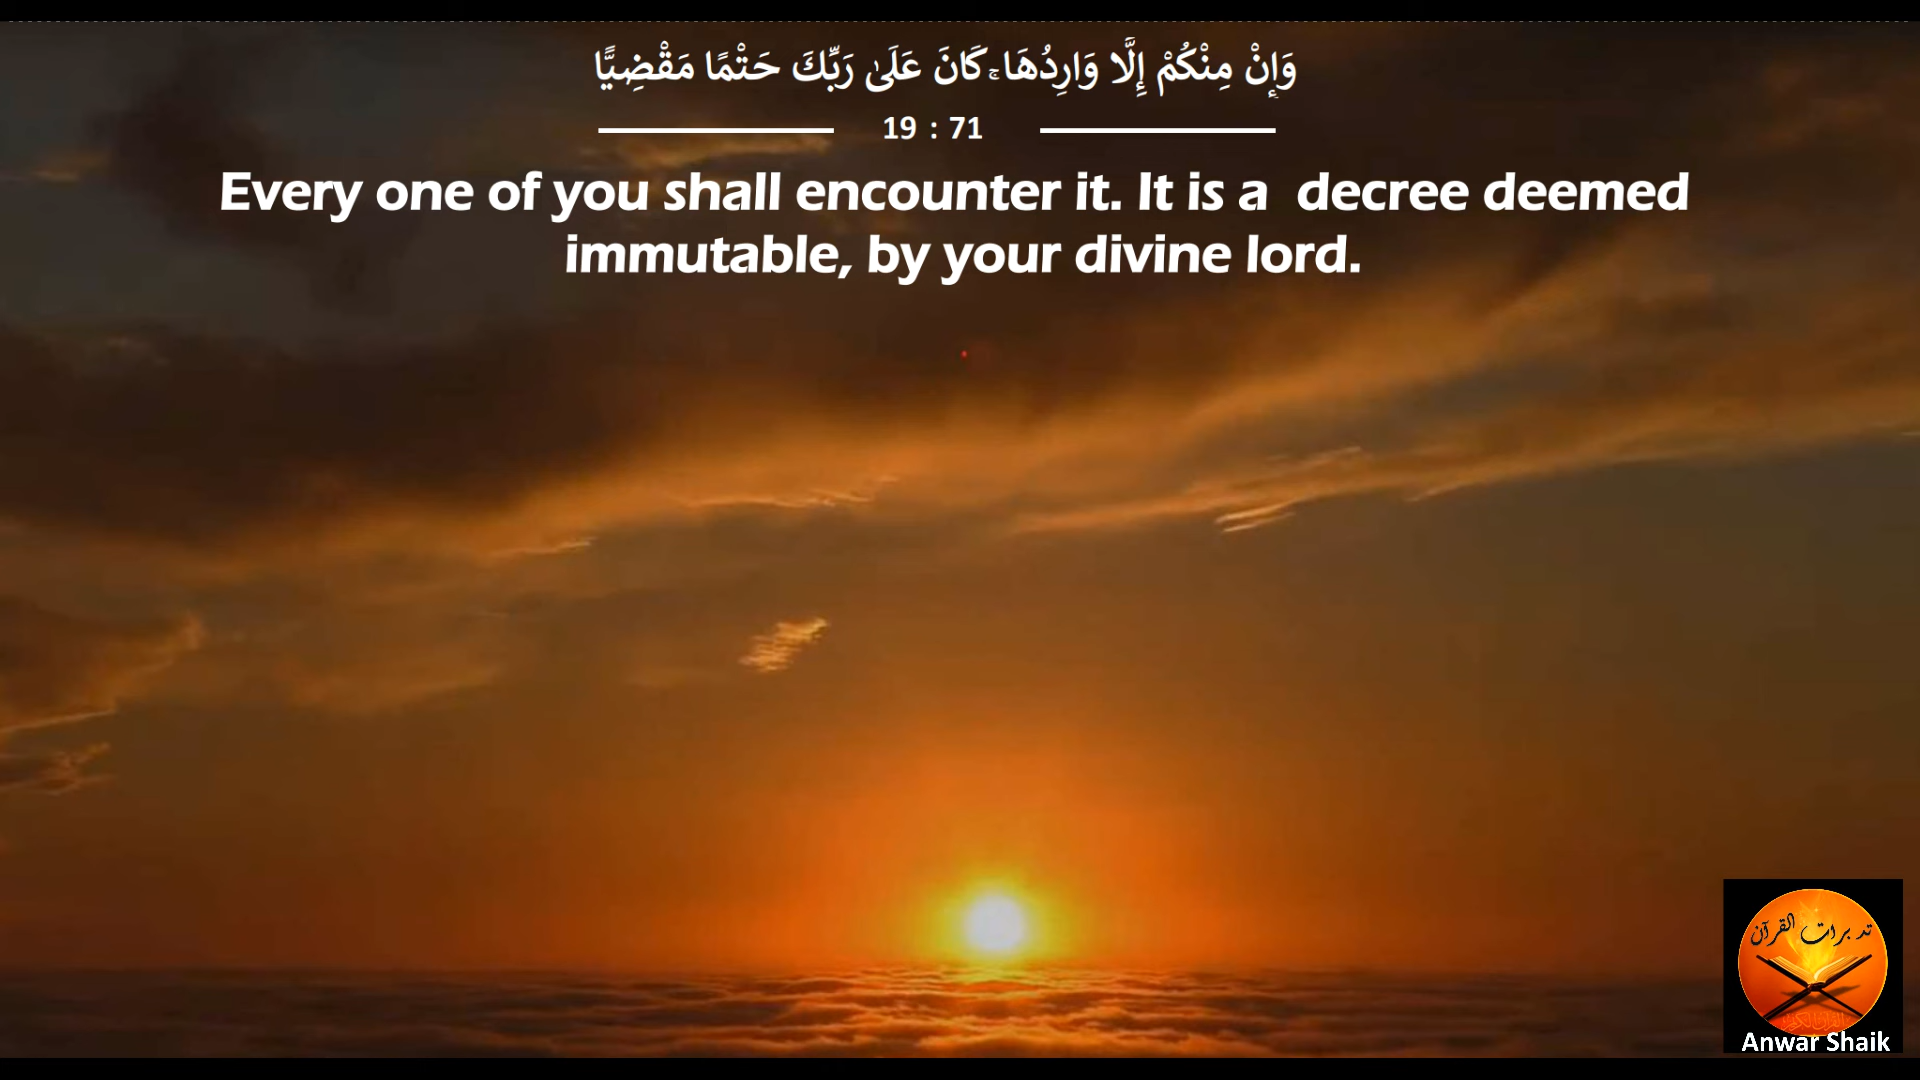 وَإِنْ مِنْكُمْ إِلَّا وَارِدُهَا ۚ كَانَ عَلَىٰ رَبِّكَ حَتْمًا مَقْضِيًّا
19 : 71
Every one of you shall encounter it. It is a decree deemed
immutable, by your divine lord.
تدبرات القرآن
Anwar Shaik